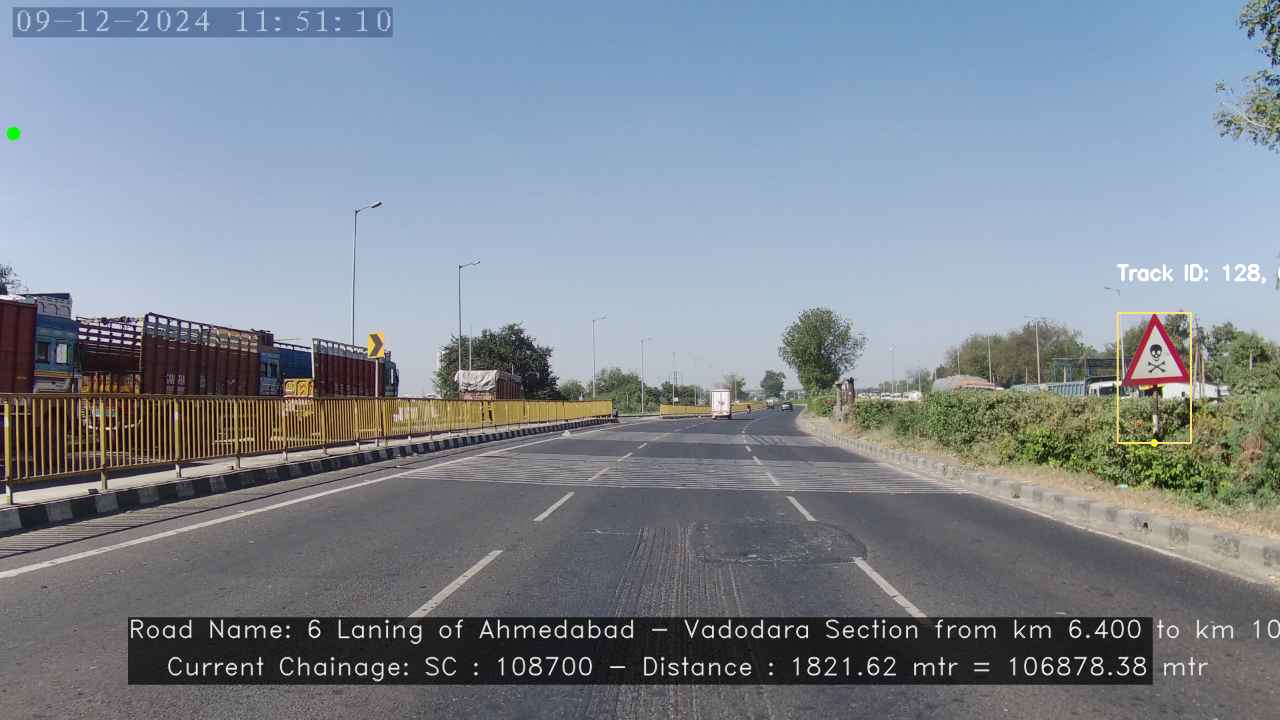 09-12-2024 11:51:10
Track ID: 128,
Road Name: 6 Laning of Ahmedabad - Vadodara Section from km 6.400 to km 10
Current Chainage: SC : 108700 - Distance : 1821.62 mtr = 106878.38 mtr